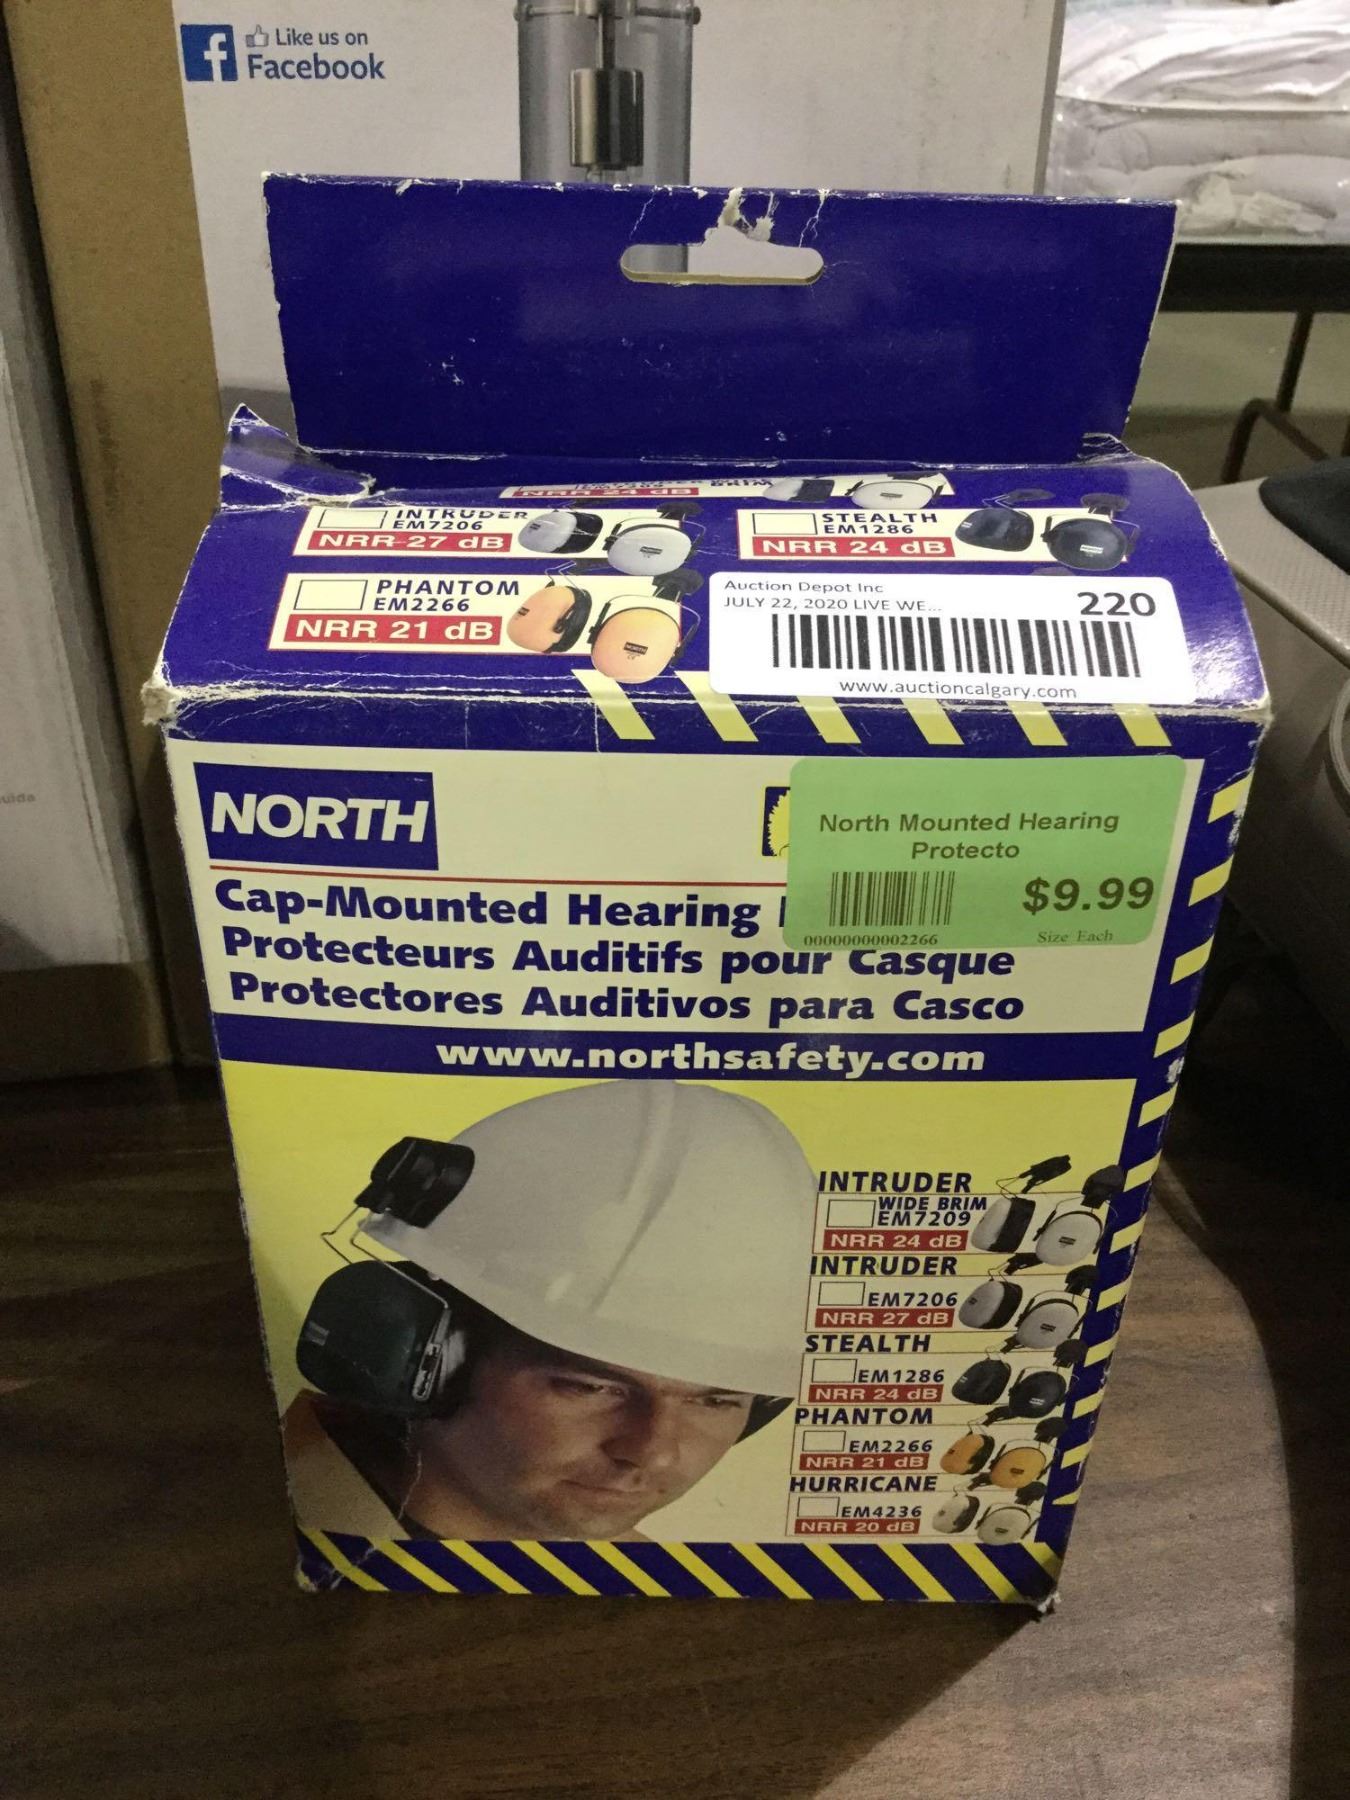 Like us on
Facebook
NRR 24 dB
INTRUDER
EM7206
NRR 27 dB
STEALTH
EM1286
NRR 24 dB
PHANTOM
EM2266
NRR 21 dB
Auction Depot Inc
JULY 22, 2020 LIVE WE...
220
www.auctioncalgary.com
NORTH
North Mounted Hearing
Protecto
$9.99
00000000002266
Size Each
Cap-Mounted Hearing
Protecteurs Auditifs pour Casque
Protectores Auditivos para Casco
www.northsafety.com
INTRUDER
WIDE BRIM
EM7209
NRR 24 dB
INTRUDER
EM7206
NRR 27 dB
STEALTH
EM1286
NRR 24 dB
PHANTOM
EM2266
NRR 21 dB
HURRICANE
EM4236
NRR 20 dB